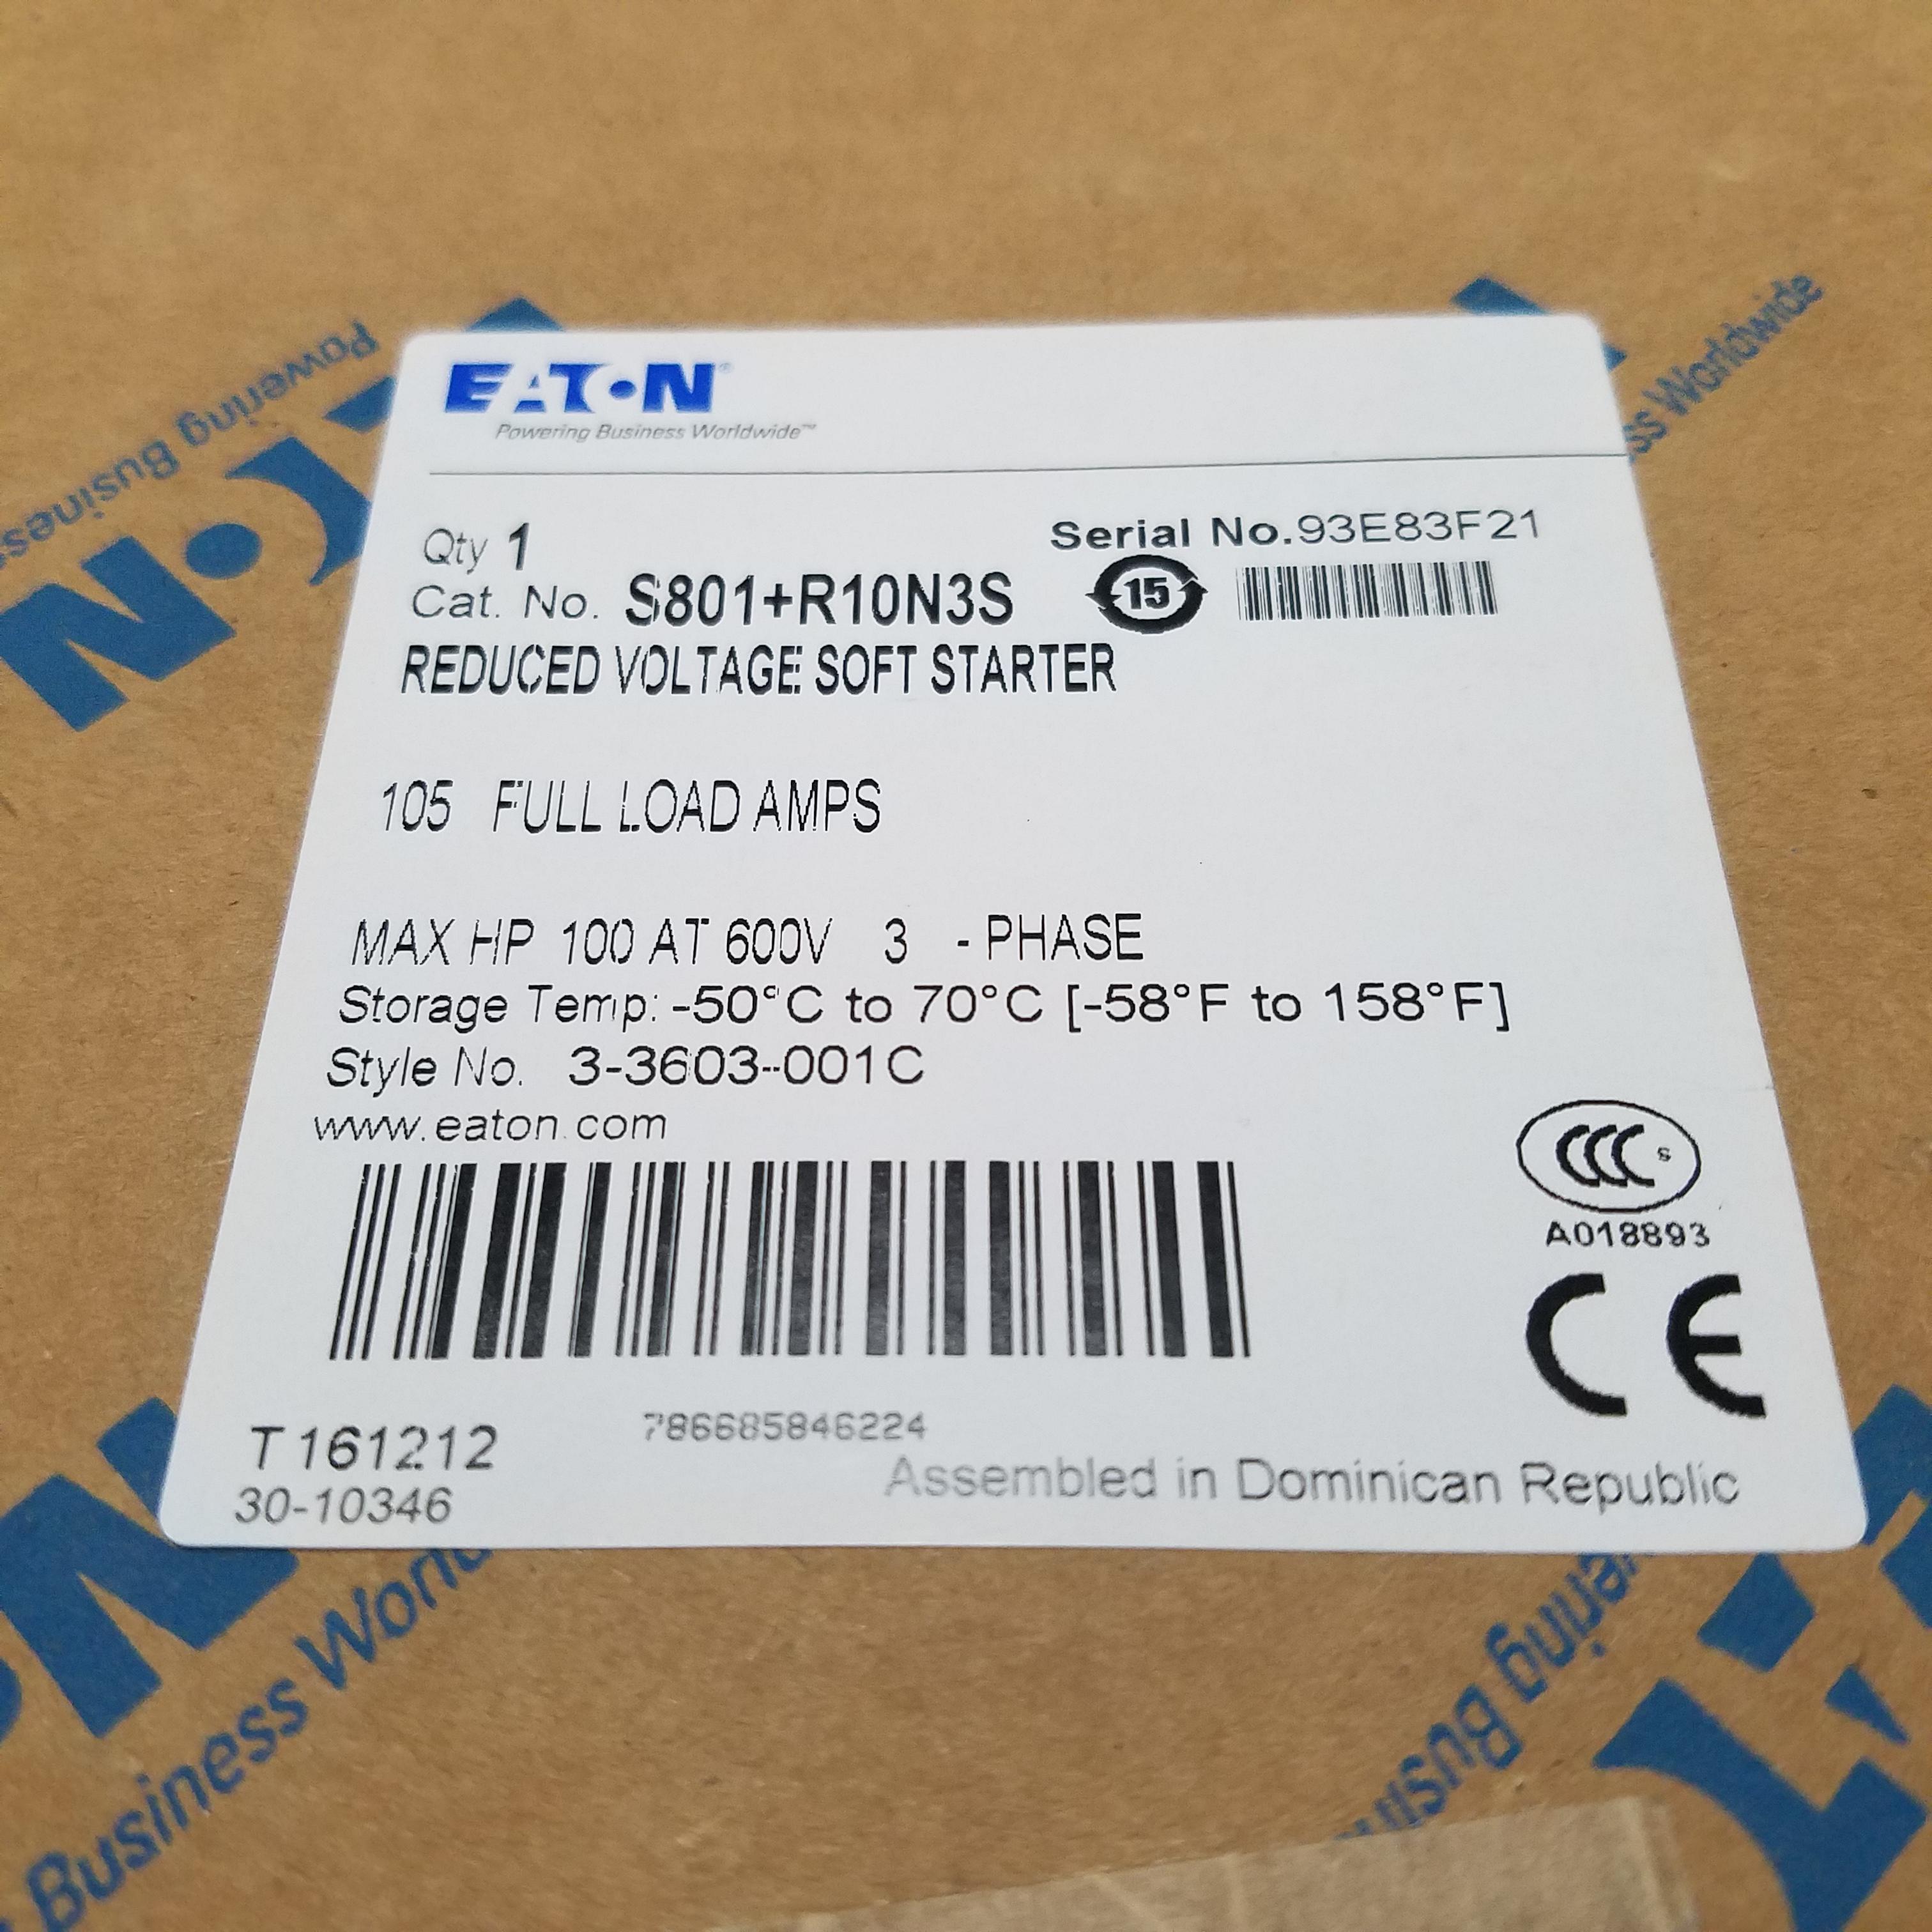 Powering Business
Business Worldwide
EATON®
Powering Business Worldwide™
Qty 1
Serial No.93E83F21
Cat. No. S801+R10N3S
15
REDUCED VOLTAGE SOFT STARTER
105 FULL LOAD AMPS
MAX HP 100 AT 600V 3 -PHASE
Storage Temp: -50°C to 70°C [-58°F to 158°F]
Style No. 3-3603-001C
www.eaton.com
CCC S
A018893
CE
786685846224
T 161212
30-10346
Assembled in Dominican Republic
Business